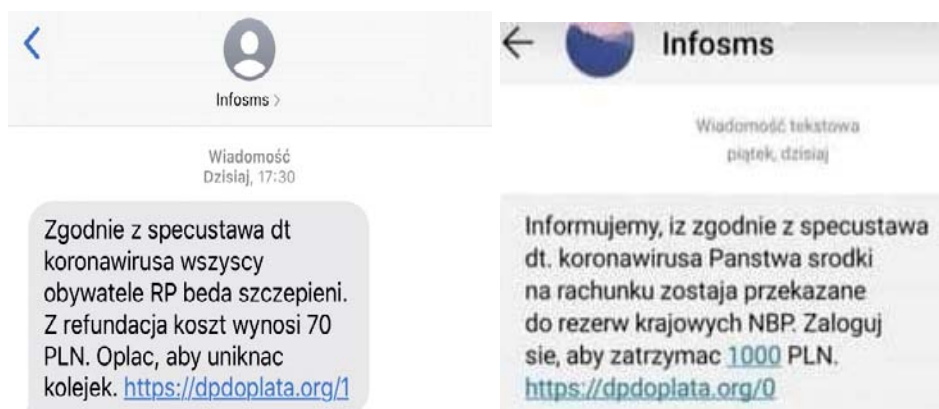 Infosms >
Wiadomość
Dzisiaj, 17:30
Zgodnie z specustawa dt
koronawirusa wszyscy
obywatele RP beda szczepieni.
Z refundacja koszt wynosi 70
PLN. Oplac, aby uniknac
kolejek. https://dpdoplata.org/1
Infosms
Wiadomość tekstowa
piątek, dzisiaj
Informujemy, iz zgodnie z specustawa
dt. koronawirusa Panstwa srodki
na rachunku zostaja przekazane
do rezerw krajowych NBP. Zaloguj
sie, aby zatrzymac 1000 PLN.
https://dpdoplata.org/0